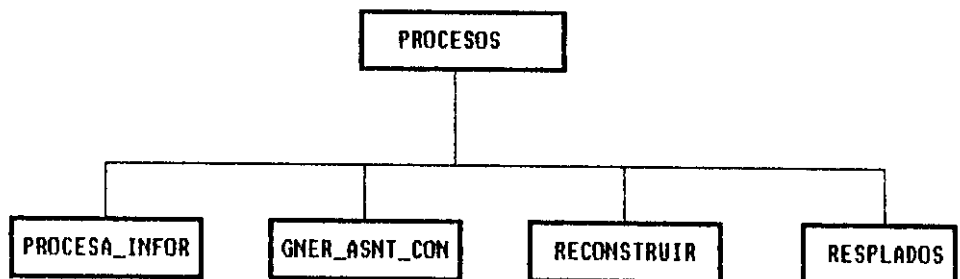 PROCESOS
PROCESA_INFOR
GNER_ASNT_CON
RECONSTRUIR
RESPLADOS